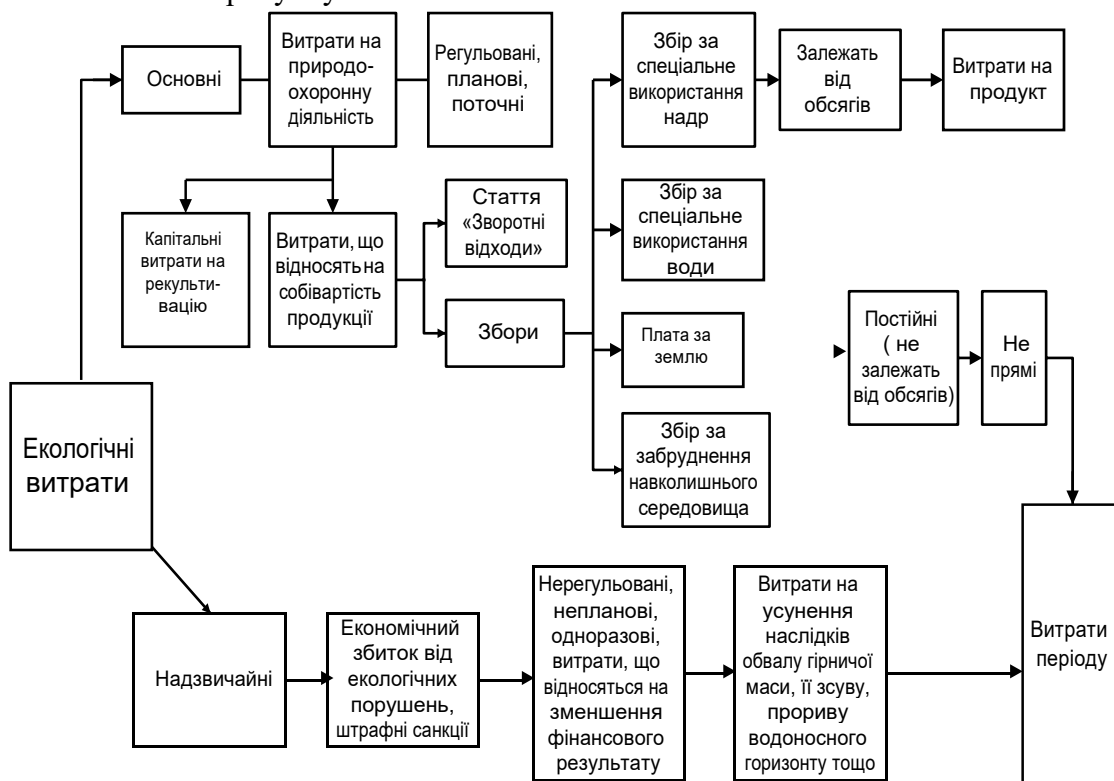 Основні
Витрати на
природо-
охоронну
діяльність
Регульовані,
планові,
поточні
Збір за
спеціальне
використання
надр
Залежать
від
обсягів
Витрати на
продукт
Капітальні
витрати на
рекульти-
вацію
Витрати, що
відносять на
собівартість
продукції
Стаття
«Зворотні
відходи»
Збори
Збір за
спеціальне
використання
води
Плата за
землю
Збір за
забруднення
навколишнього
середовища
Постійні
( не
залежать
від обсягів)
Не
прямі
Екологічні
витрати
Надзвичайні
Економічний
збиток від
екологічних
порушень,
штрафні санкції
Нерегульовані,
непланові,
одноразові,
витрати, що
відносяться на
зменшення
фінансового
результату
Витрати на
усунення
наслідків
обвалу гірничої
маси, її зсуву,
прориву
водоносного
горизонту тощо
Витрати
періоду